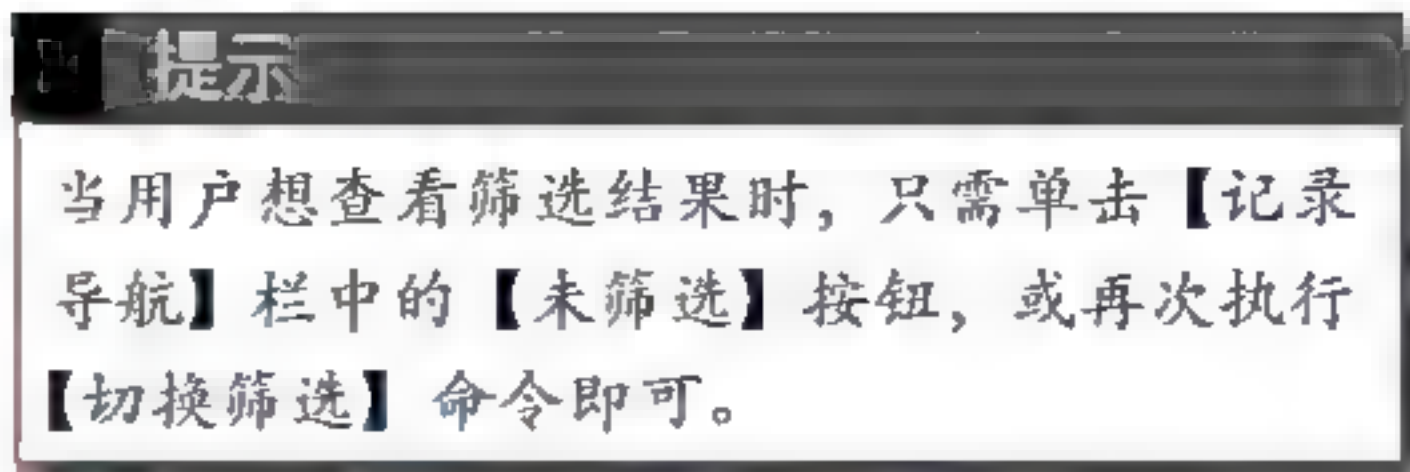 提示
当用户想查看筛选结果时，只需单击【记录
导航】栏中的【未筛选】按钮，或再次执行
【切换筛选】命令即可。